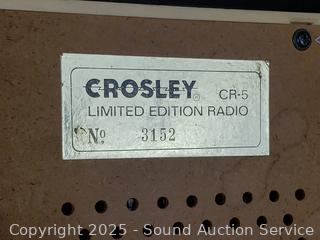 CROSLEY® CR-5
LIMITED EDITION RADIO
No. 3152
Copyright 2025 - Sound Auction Service